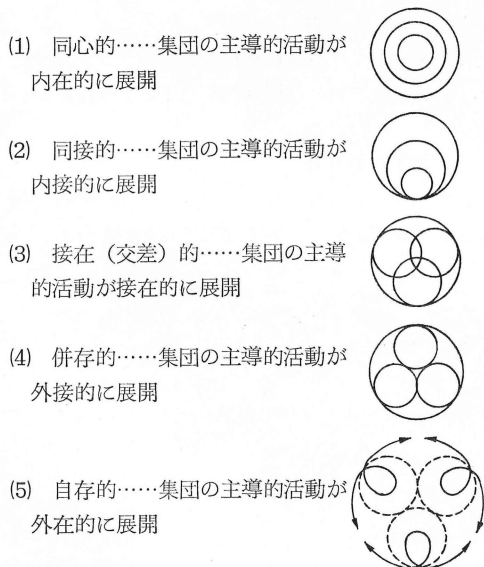 (1) 同心的……集団の主導的活動が
内在的に展開
(2) 同接的……集団の主導的活動が
内接的に展開
(3) 接在（交差）的……集団の主導
的活動が接在的に展開
(4) 併存的……集団の主導的活動が
外接的に展開
(5) 自存的……集団の主導的活動が
外在的に展開